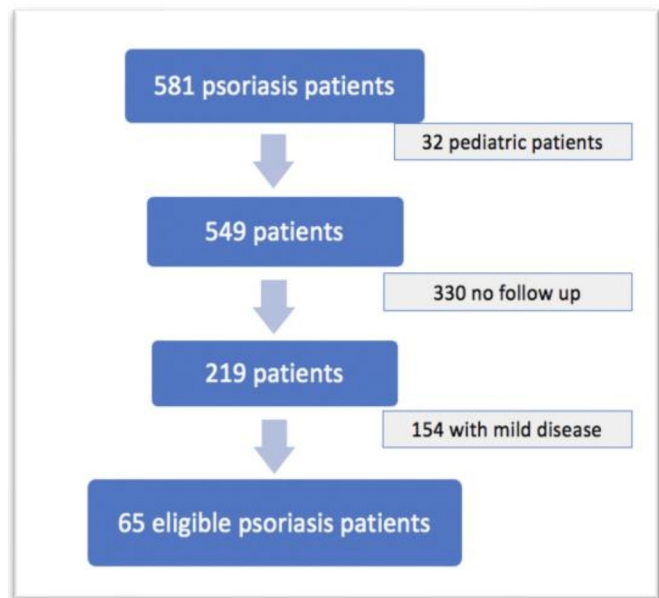 581 psoriasis patients
32 pediatric patients
549 patients
330 no follow up
219 patients
154 with mild disease
65 eligible psoriasis patients